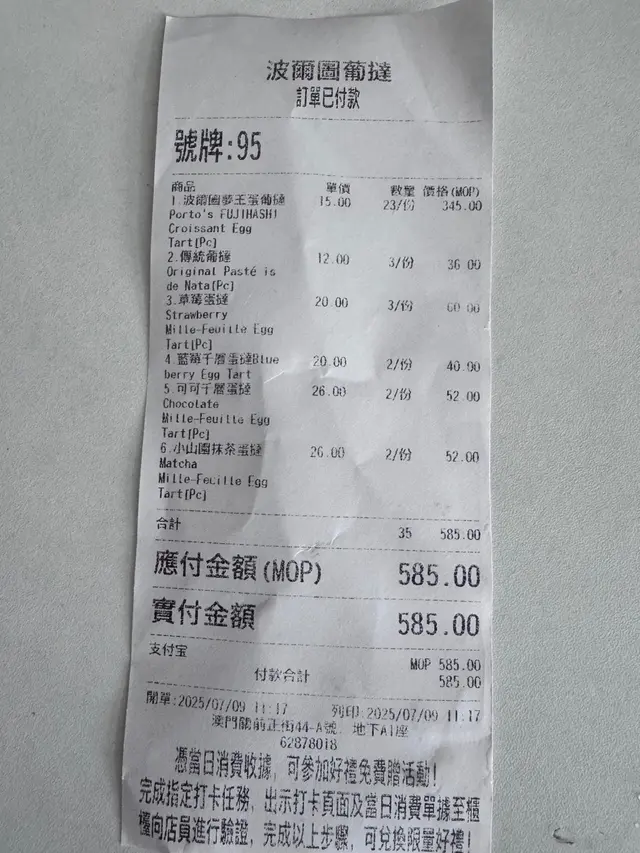 波爾圖葡撻
訂單已付款
號牌:95
商品 單價 數量 價格(MOP)
1.波爾圖夢王蛋葡撻 15.00 23/份 345.00
Porto's FUJIHASHI
Croissant Egg
Tart[Pc]
2.傳統葡撻 12.00 3/份 36.00
Original Pasté is
de Nata[Pc]
3.草莓蛋撻 20.00 3/份 60.00
Strawberry
Mille-Feuille Egg
Tart[Pc]
4.藍莓千層蛋撻Blue 20.00 2/份 40.00
berry Egg Tart
5.可可千層蛋撻 26.00 2/份 52.00
Chocolate
Mille-Feuille Egg
Tart[Pc]
6.小山園抹茶蛋撻 26.00 2/份 52.00
Matcha
Mille-Feuille Egg
Tart[Pc]
合計 35 585.00
應付金額(MOP) 585.00
實付金額 585.00
支付宝 MOP 585.00
付款合計 585.00
開單:2025/07/09 11:17 列印:2025/07/09 11:17
澳門關前正街44-A號, 地下A1座
62878018
憑當日消費收據, 可參加好禮免費贈活動!
完成指定打卡任務, 出示打卡頁面及當日消費單據至櫃
檯向店員進行驗證, 完成以上步驟, 可兌換限量好禮!